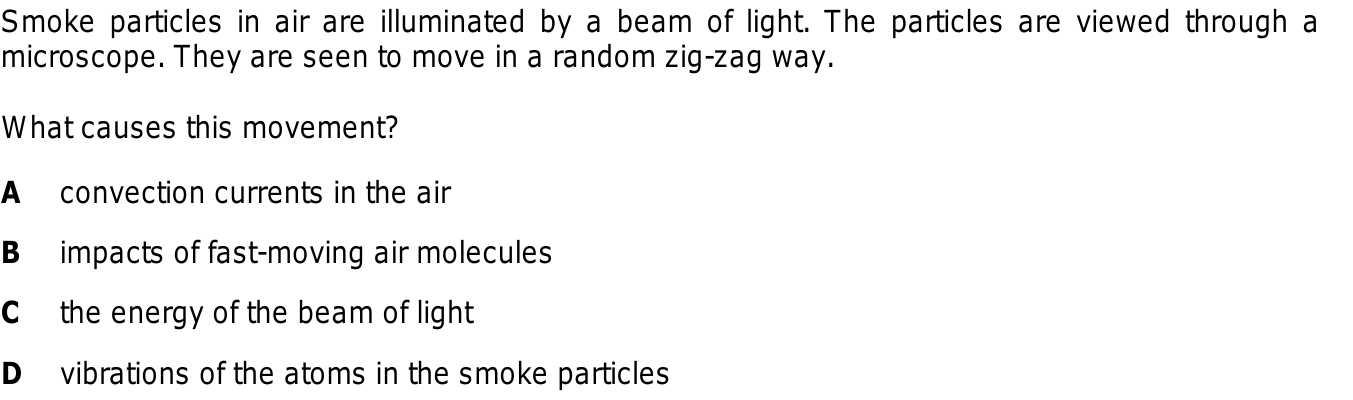 Smoke particles in air are illuminated by a beam of light. The particles are viewed through a
microscope. They are seen to move in a random zig-zag way.
What causes this movement?
A convection currents in the air
B impacts of fast-moving air molecules
C the energy of the beam of light
D vibrations of the atoms in the smoke particles